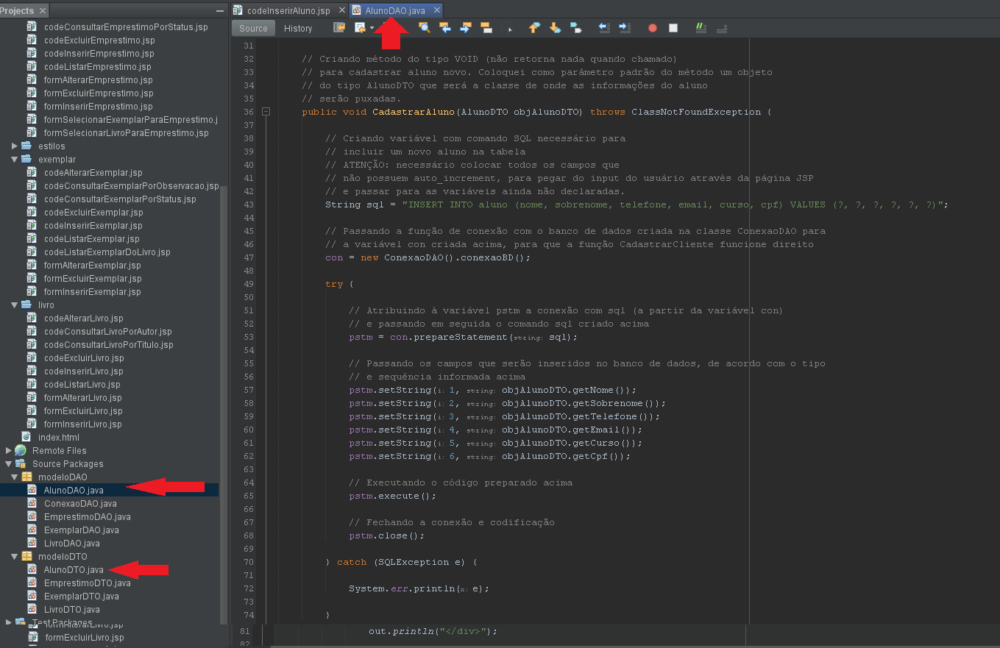 Projects
codeConsultarEmprestimoPorStatus.jsp
codeExcluirEmprestimo.jsp
codeInserirEmprestimo.jsp
codeListarEmprestimo.jsp
formAlterarEmprestimo.jsp
formExcluirEmprestimo.jsp
formInserirEmprestimo.jsp
formSelecionarExemplarParaEmprestimo.j
formSelecionarLivroParaEmprestimo.jsp
estilos
exemplar
codeAlterarExemplar.jsp
codeConsultarExemplarPorObservacao.jsp
codeConsultarExemplarPorStatus.jsp
codeExcluirExemplar.jsp
codeInserirExemplar.jsp
codeListarExemplar.jsp
codeListarExemplarDoLivro.jsp
formAlterarExemplar.jsp
formExcluirExemplar.jsp
formInserirExemplar.jsp
livro
codeAlterarLivro.jsp
codeConsultarLivroPorAutor.jsp
codeConsultarLivroPorTitulo.jsp
codeExcluirLivro.jsp
codeInserirLivro.jsp
codeListarLivro.jsp
formAlterarLivro.jsp
formExcluirLivro.jsp
formInserirLivro.jsp
index.html
Remote Files
Source Packages
modeloDAO
AlunoDAO.java
ConexaoDAO.java
EmprestimoDAO.java
ExemplarDAO.java
LivroDAO.java
modeloDTO
AlunoDTO.java
EmprestimoDTO.java
ExemplarDTO.java
LivroDTO.java
Test Packages
formAlterarLivro.jsp
formExcluirLivro.jsp
codeInserirAluno.jsp AlunoDAO.java
Source History
31
32 // Criando método do tipo VOID (não retorna nada quando chamado)
33 // para cadastrar aluno novo. Coloquei como parâmetro padrão do método um objeto
34 // do tipo AlunoDTO que será a classe de onde as informações do aluno
35 // serão puxadas.
36 public void CadastrarAluno(AlunoDTO objAlunoDTO) throws ClassNotFoundException {
37
38 // Criando variável com comando SQL necessário para
39 // incluir um novo aluno na tabela
40 // ATENÇÃO: necessário colocar todos os campos que
41 // não possuem auto_increment, para pegar do input do usuário através da página JSP
42 // e passar para as variáveis ainda não declaradas.
43 String sql = "INSERT INTO aluno (nome, sobrenome, telefone, email, curso, cpf) VALUES (?, ?, ?, ?, ?, ?)";
44
45 // Passando a função de conexão com o banco de dados criada na classe ConexaoDAO para
46 // a variável con criada acima, para que a função CadastrarCliente funcione direito
47 con = new ConexaoDAO().conexaoBD();
48
49 try {
50
51 // Atribuindo à variável pstm a conexão com sql (a partir da variável con)
52 // e passando em seguida o comando sql criado acima
53 pstm = con.prepareStatement(string: sql);
54
55 // Passando os campos que serão inseridos no banco de dados, de acordo com o tipo
56 // e sequência informada acima
57 pstm.setString(i: 1, string: objAlunoDTO.getNome());
58 pstm.setString(i: 2, string: objAlunoDTO.getSobrenome());
59 pstm.setString(i: 3, string: objAlunoDTO.getTelefone());
60 pstm.setString(i: 4, string: objAlunoDTO.getEmail());
61 pstm.setString(i: 5, string: objAlunoDTO.getCurso());
62 pstm.setString(i: 6, string: objAlunoDTO.getCpf());
63
64 // Executando o código preparado acima
65 pstm.execute();
66
67 // Fechando a conexão e codificação
68 pstm.close();
69
70 } catch (SQLException e) {
71
72 System.err.println(x: e);
73
74 }
81 out.println("</div>");
82